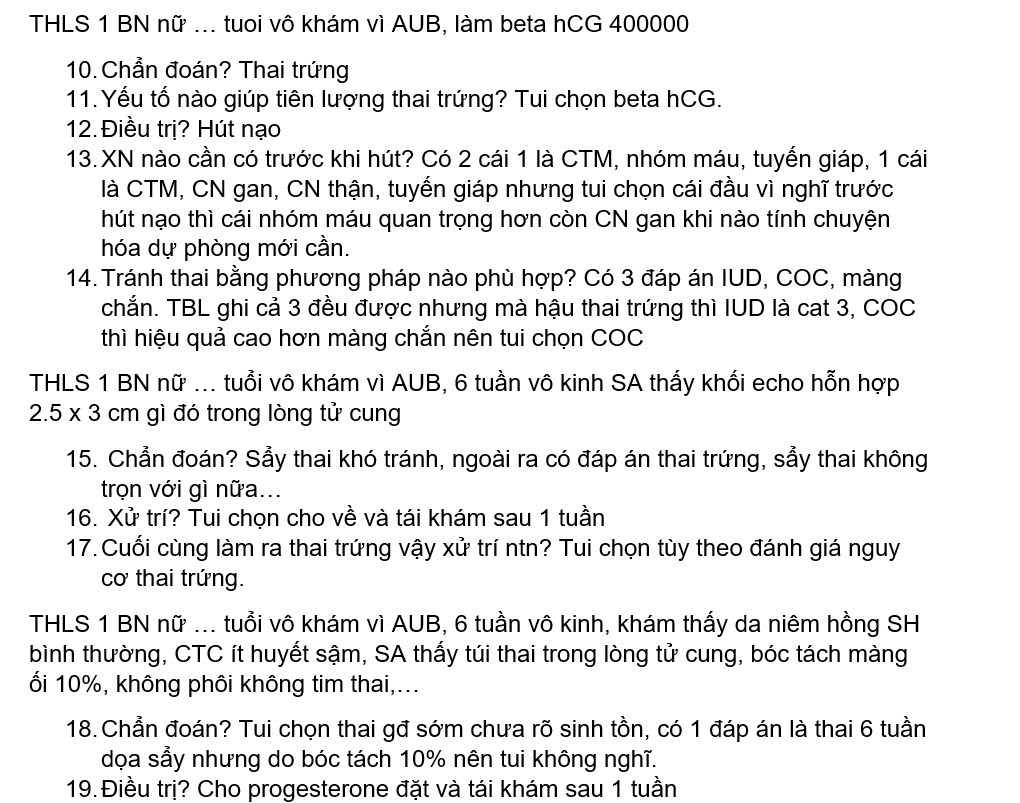 THLS 1 BN nữ … tuoi vô khám vì AUB, làm beta hCG 400000
10. Chẩn đoán? Thai trứng
11. Yếu tố nào giúp tiên lượng thai trứng? Tui chọn beta hCG.
12. Điều trị? Hút nạo
13. XN nào cần có trước khi hút? Có 2 cái 1 là CTM, nhóm máu, tuyến giáp, 1 cái
là CTM, CN gan, CN thận, tuyến giáp nhưng tui chọn cái đầu vì nghĩ trước
hút nạo thì cái nhóm máu quan trọng hơn còn CN gan khi nào tính chuyện
hóa dự phòng mới cần.
14. Tránh thai bằng phương pháp nào phù hợp? Có 3 đáp án IUD, COC, màng
chắn. TBL ghi cả 3 đều được nhưng mà hậu thai trứng thì IUD là cat 3, COC
thì hiệu quả cao hơn màng chắn nên tui chọn COC
THLS 1 BN nữ … tuổi vô khám vì AUB, 6 tuần vô kinh SA thấy khối echo hỗn hợp
2.5 x 3 cm gì đó trong lòng tử cung
15. Chẩn đoán? Sẩy thai khó tránh, ngoài ra có đáp án thai trứng, sẩy thai không
trọn với gì nữa…
16. Xử trí? Tui chọn cho về và tái khám sau 1 tuần
17. Cuối cùng làm ra thai trứng vậy xử trí ntn? Tui chọn tùy theo đánh giá nguy
cơ thai trứng.
THLS 1 BN nữ … tuổi vô khám vì AUB, 6 tuần vô kinh, khám thấy da niêm hồng SH
bình thường, CTC ít huyết sậm, SA thấy túi thai trong lòng tử cung, bóc tách màng
ối 10%, không phôi không tim thai,…
18. Chẩn đoán? Tui chọn thai gđ sớm chưa rõ sinh tồn, có 1 đáp án là thai 6 tuần
dọa sẩy nhưng do bóc tách 10% nên tui không nghĩ.
19. Điều trị? Cho progesterone đặt và tái khám sau 1 tuần